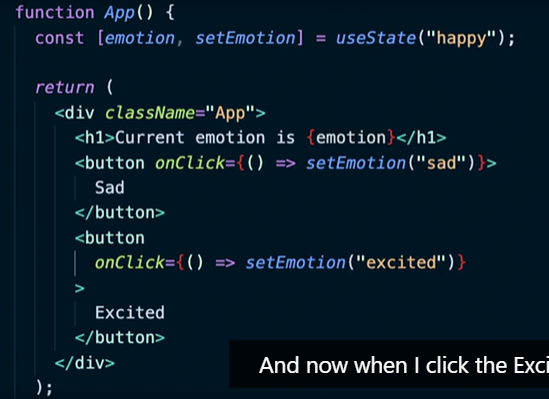 function App() {
const [emotion, setEmotion] = useState("happy");
return (
<div className="App">
<h1>Current emotion is {emotion}</h1>
<button onClick={() => setEmotion("sad")}>
Sad
</button>
<button
onClick={() => setEmotion("excited")}
>
Excited
</button>
</div>
);
And now when I click the Exci